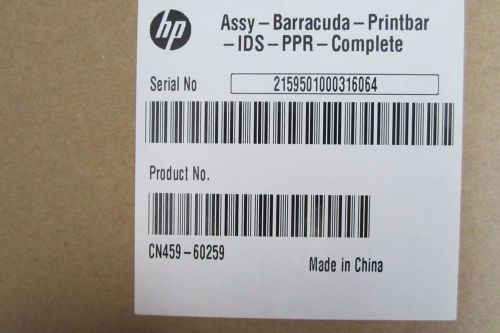 hp
Assy-Barracuda-Printbar
-IDS-PPR-Complete
Serial No 2159501000316064
Product No.
CN459-60259
Made in China